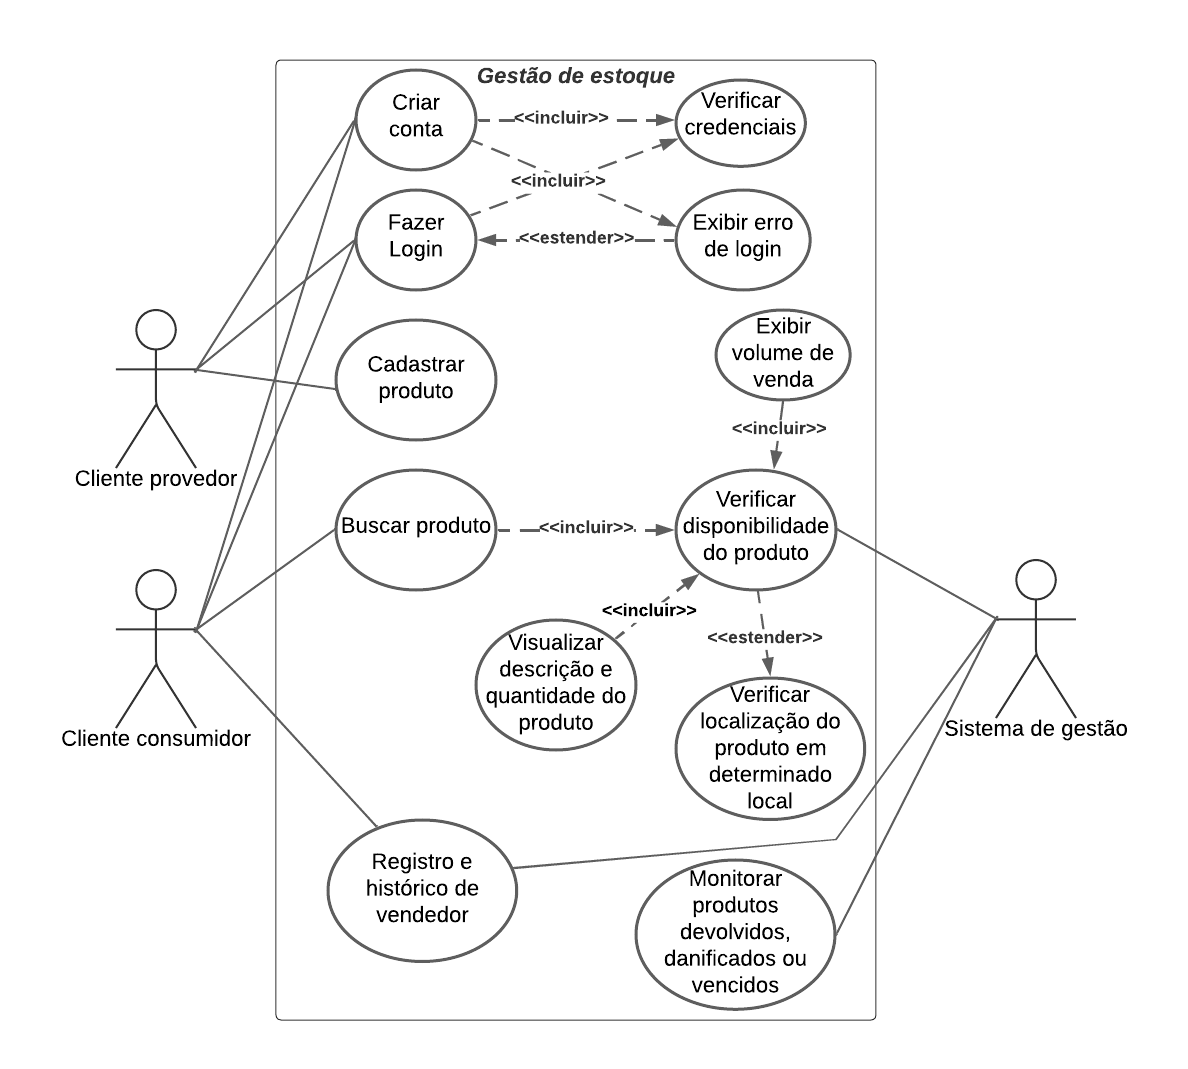 Gestão de estoque
Criar
conta
<<incluir>>
Verificar
credenciais
<<incluir>>
Fazer
Login
<<estender>>
Exibir erro
de login
Cadastrar
produto
Exibir
volume de
venda
<<incluir>>
Cliente provedor
Buscar produto
<<incluir>>
Verificar
disponibilidade
do produto
<<incluir>>
<<estender>>
Visualizar
descrição e
quantidade do
produto
Verificar
localização do
produto em
determinado
local
Cliente consumidor
Sistema de gestão
Registro e
histórico de
vendedor
Monitorar
produtos
devolvidos,
danificados ou
vencidos